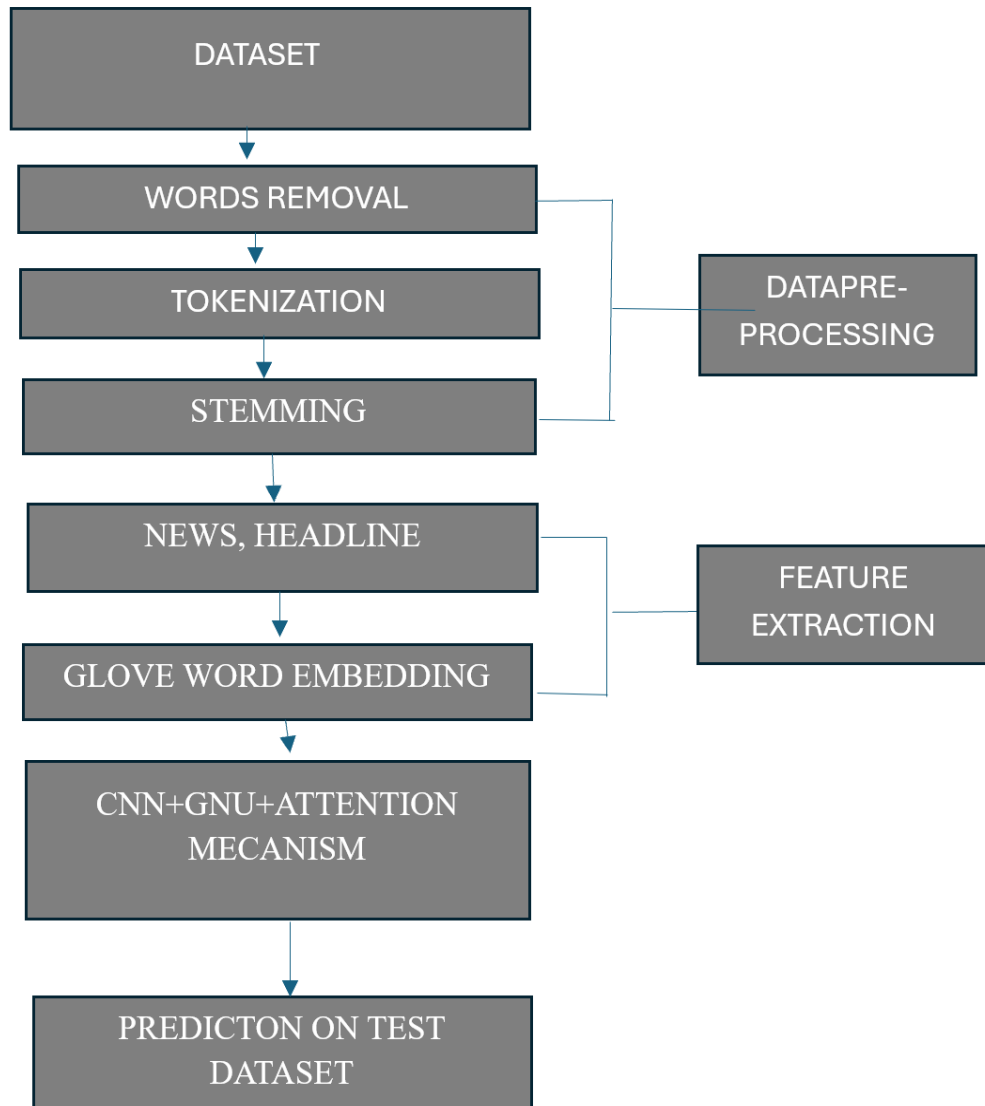 DATASET
WORDS REMOVAL
TOKENIZATION
DATAPRE-
PROCESSING
STEMMING
NEWS, HEADLINE
FEATURE
EXTRACTION
GLOVE WORD EMBEDDING
CNN+GNU+ATTENTION
MECANISM
PREDICTON ON TEST
DATASET